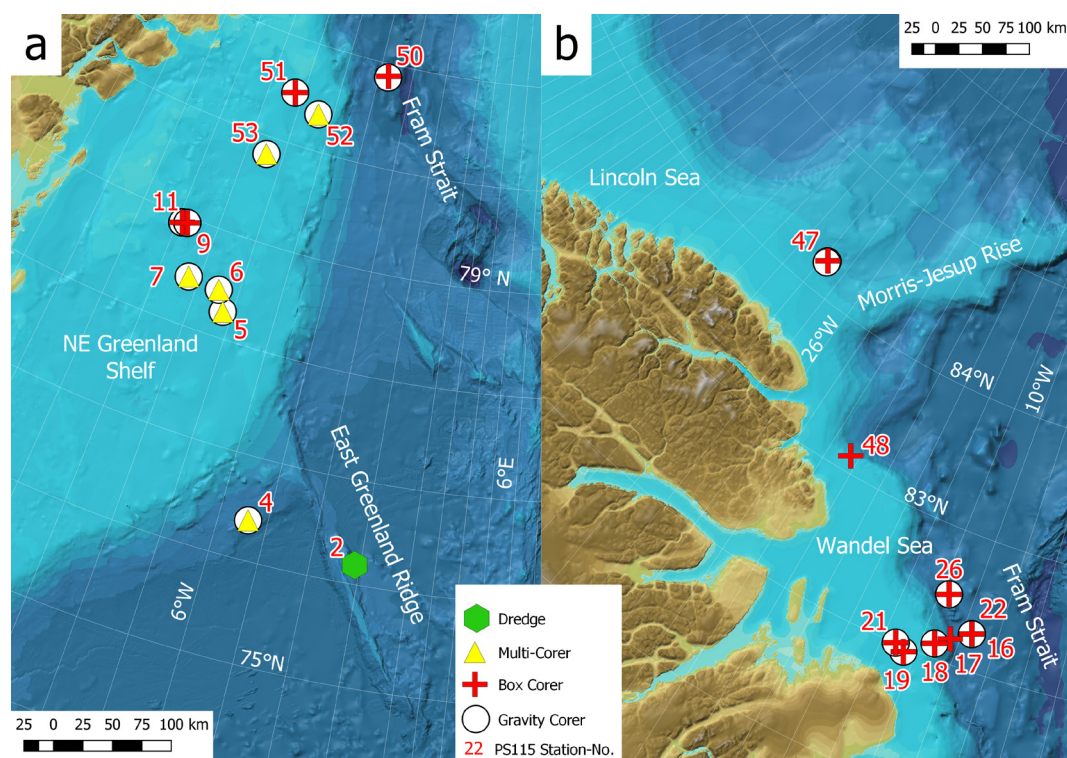 a
50
51
52
53
Fram Strait
11
9
7
6
5
79° N
NE Greenland
Shelf
East Greenland Ridge
6°E
4
2
6°W
75°N
25 0 25 50 75 100 km
Dredge
Multi-Corer
Box Corer
Gravity Corer
22 PS115 Station-No.
b
25 0 25 50 75 100 km
Lincoln Sea
47
Morris-Jesup Rise
26°W
84°N
10°W
48
83°N
Wandel Sea
26
Fram Strait
22
21
16
17
18
19